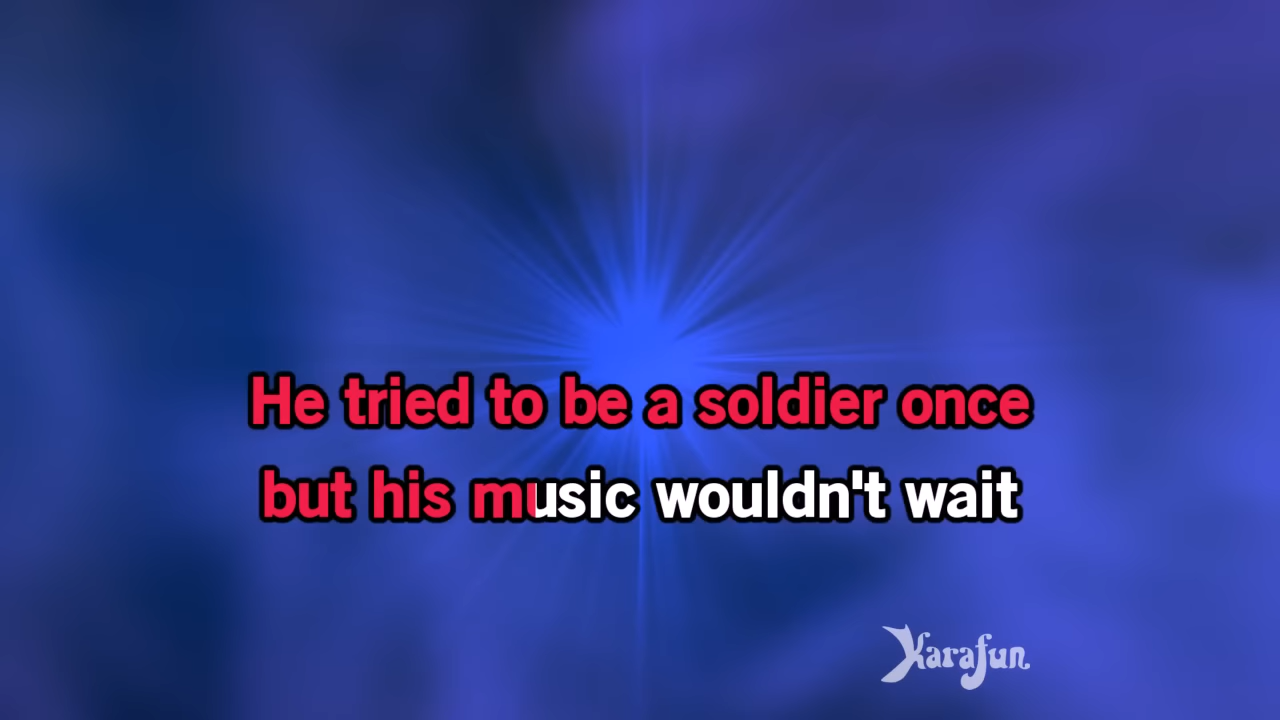 He tried to be a soldier once
but his music wouldn't wait
Karafun